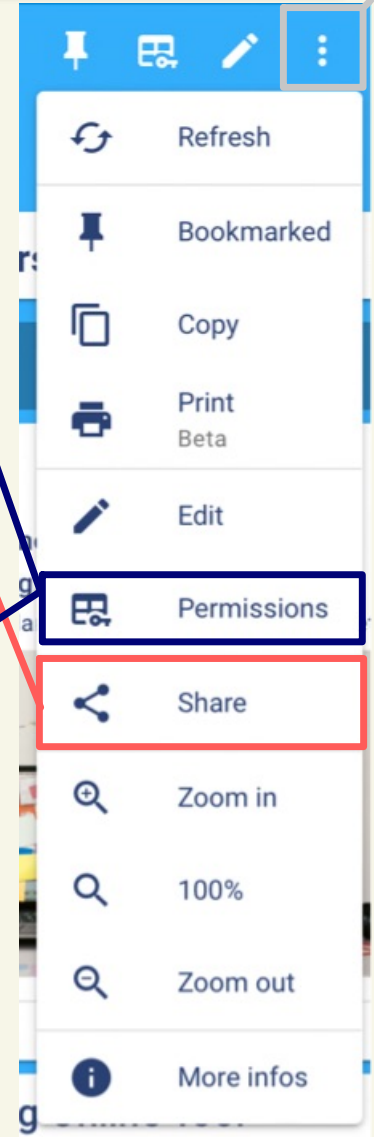 Refresh
Bookmarked
Copy
Print
Beta
Edit
Permissions
Share
Zoom in
100%
Zoom out
More infos